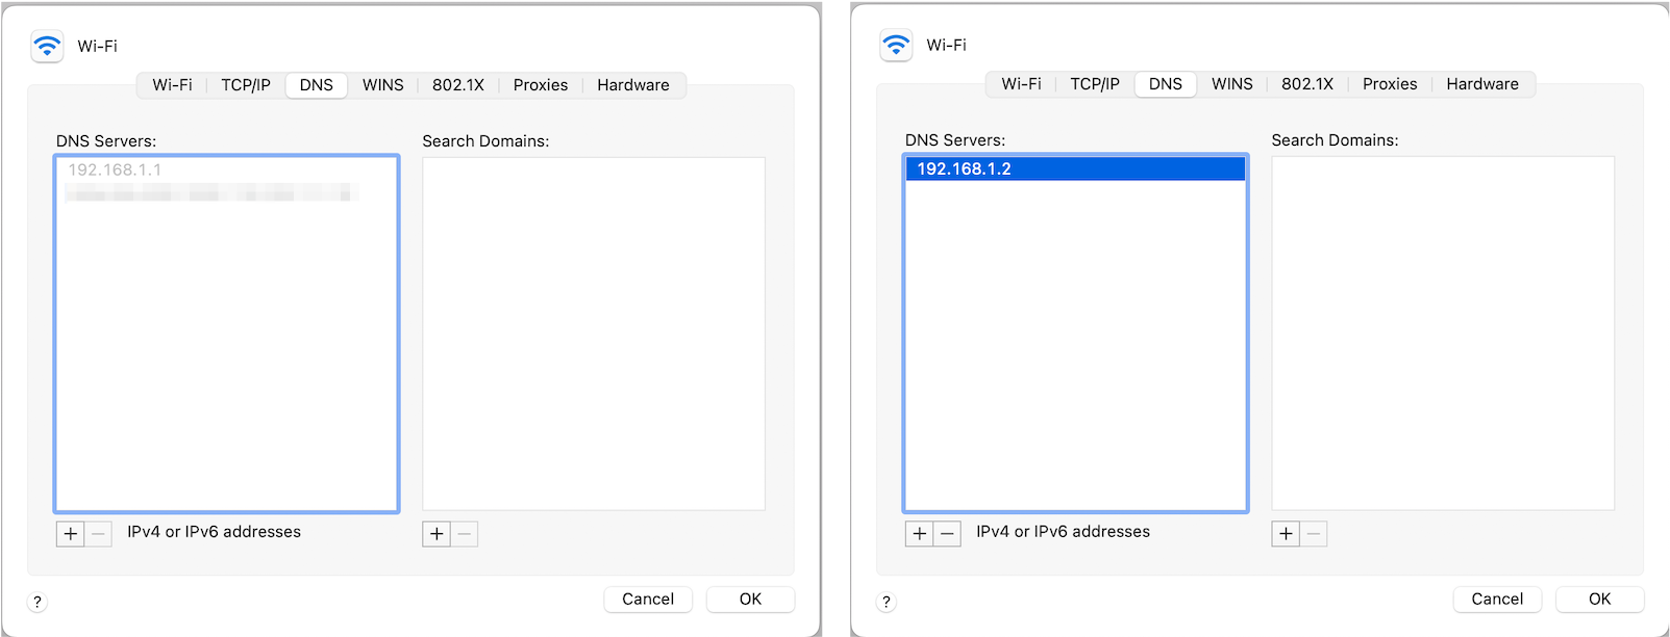 Wi-Fi
Wi-Fi TCP/IP DNS WINS 802.1X Proxies Hardware
DNS Servers:
Search Domains:
192.168.1.1
+ − IPv4 or IPv6 addresses
+ −
? Cancel OK
Wi-Fi
Wi-Fi TCP/IP DNS WINS 802.1X Proxies Hardware
DNS Servers:
Search Domains:
192.168.1.2
+ − IPv4 or IPv6 addresses
+ −
? Cancel OK